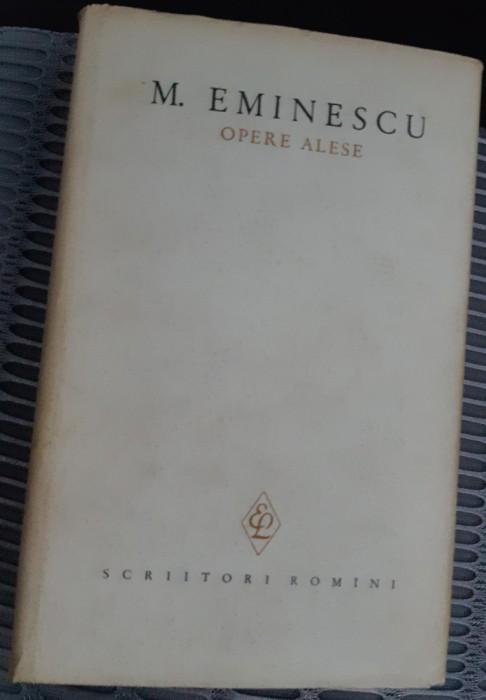 M. EMINESCU
OPERE ALESE
EL
SCRIITORI ROMINI